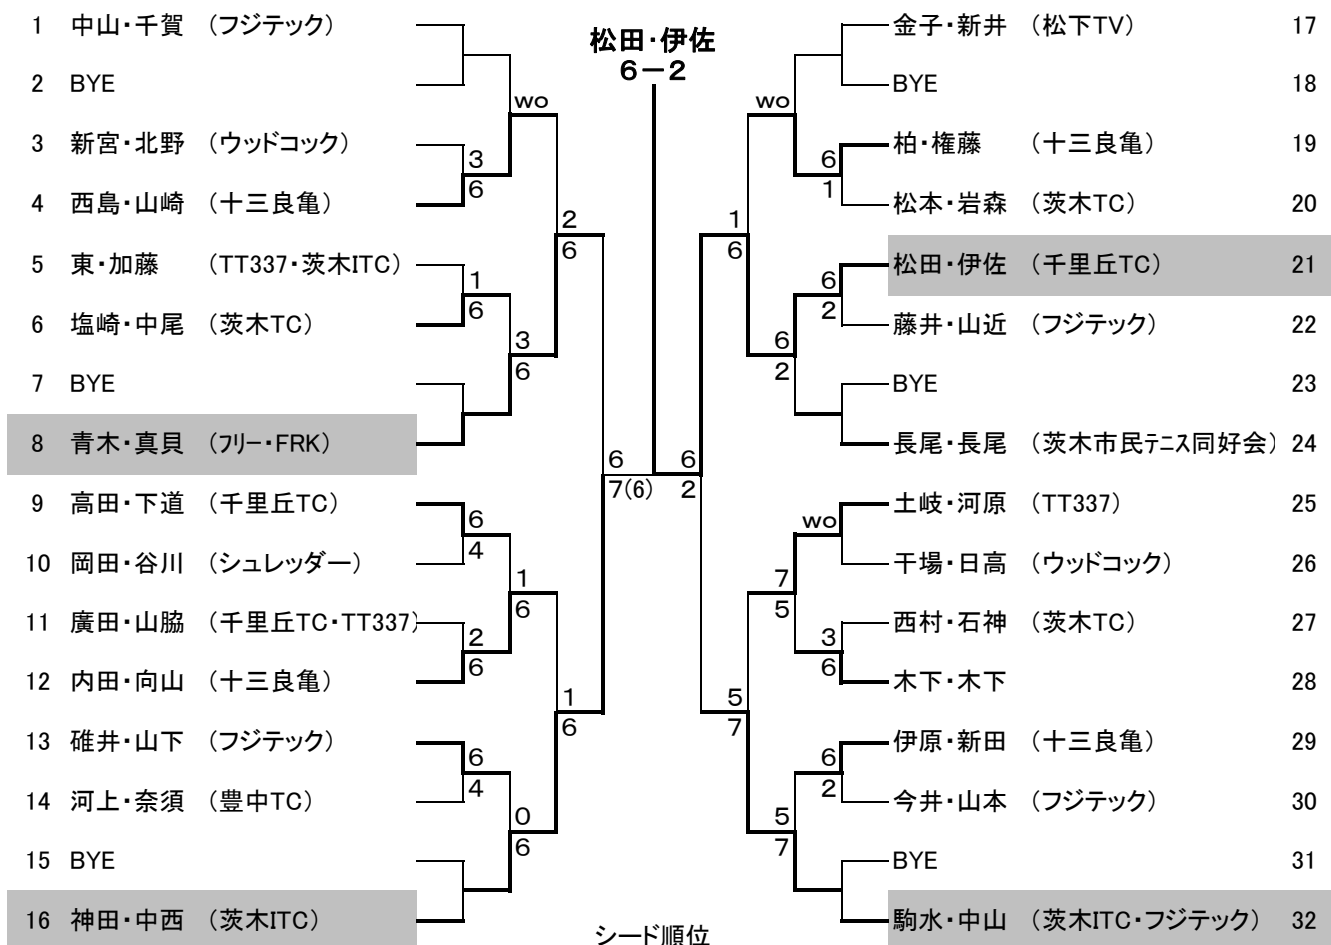 1 中山・千賀 （フジテック）
2 BYE
3 新宮・北野 （ウッドコック）
4 西島・山崎 （十三良亀）
5 東・加藤 （TT337・茨木ITC）
6 塩崎・中尾 （茨木TC）
7 BYE
8 青木・真貝 （フリー・FRK）
9 高田・下道 （千里丘TC）
10 岡田・谷川 （シュレッダー）
11 廣田・山脇 （千里丘TC・TT337）
12 内田・向山 （十三良亀）
13 碓井・山下 （フジテック）
14 河上・奈須 （豊中TC）
15 BYE
16 神田・中西 （茨木ITC）
wo
3
6
1
6
6
4
2
6
6
4
3
6
1
6
0
6
2
6
1
6
6
7(6)
松田・伊佐
6－2
シード順位
6
2
1
6
5
7
wo
6
2
7
5
5
7
6
1
6
2
wo
3
6
6
2
金子・新井 （松下TV） 17
BYE 18
柏・権藤 （十三良亀） 19
松本・岩森 （茨木TC） 20
松田・伊佐 （千里丘TC） 21
藤井・山近 （フジテック） 22
BYE 23
長尾・長尾 （茨木市民テニス同好会） 24
土岐・河原 （TT337） 25
干場・日高 （ウッドコック） 26
西村・石神 （茨木TC） 27
木下・木下 28
伊原・新田 （十三良亀） 29
今井・山本 （フジテック） 30
BYE 31
駒水・中山 （茨木ITC・フジテック） 32